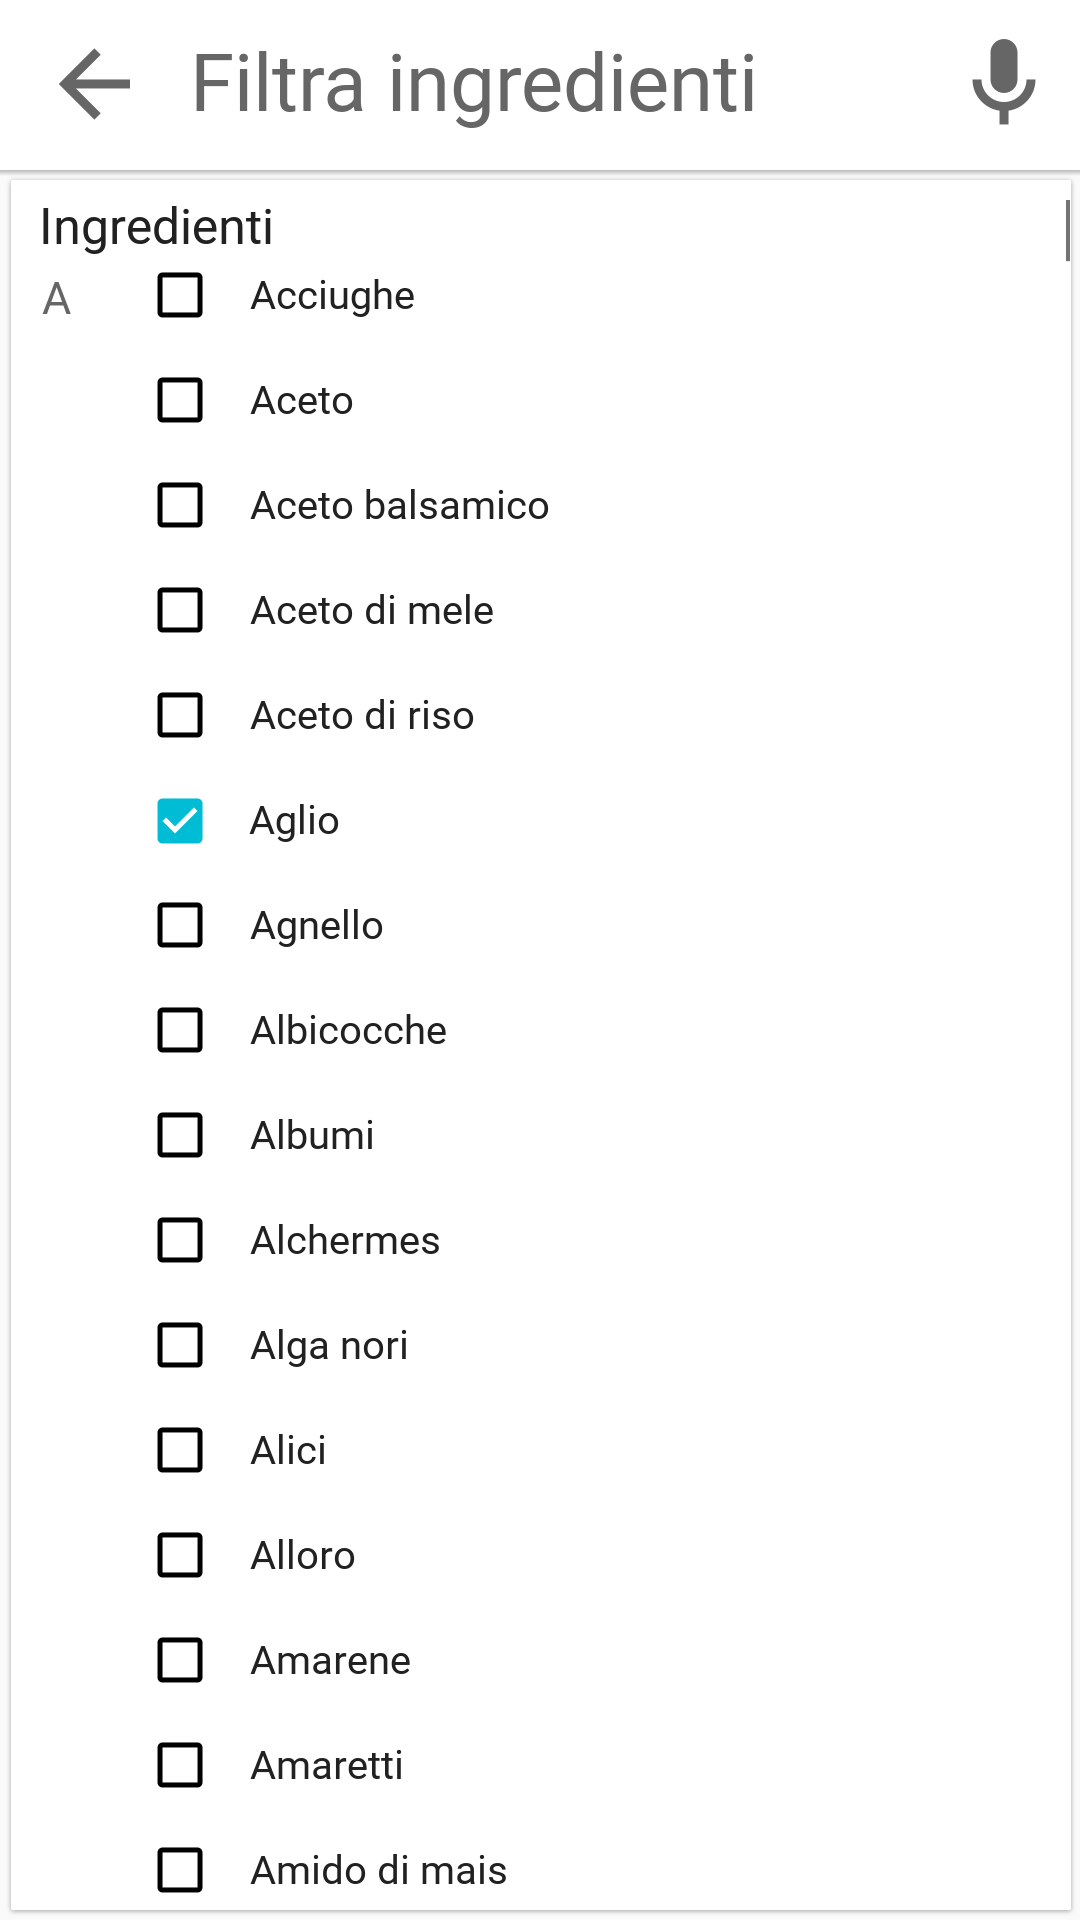 Filtra ingredienti
Ingredienti
A
Acciughe
Aceto
Aceto balsamico
Aceto di mele
Aceto di riso
Aglio
Agnello
Albicocche
Albumi
Alchermes
Alga nori
Alici
Alloro
Amarene
Amaretti
Amido di mais